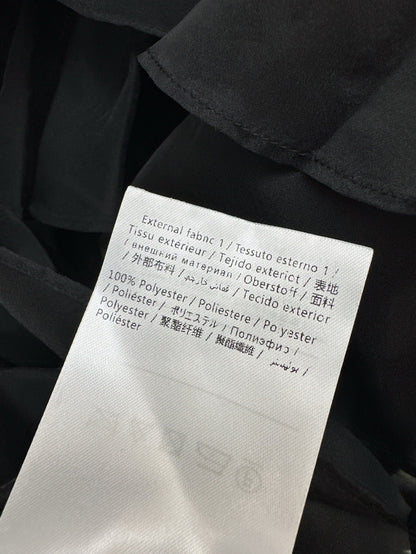 External fabric 1 / Tessuto esterno 1 /
Tissu extérieur / Tejido exterior
/ внешний материал / Oberstoff / 表地
/ 外部布料 / قماش خارجي / Tecido exterior / 面料
100% Polyester / Poliestere / Polyester
/ Poliéster / ポリエステル / Полиэфир /
Polyester / 聚酯纤维 / 聚酯纖維 / بوليستر /
Poliéster